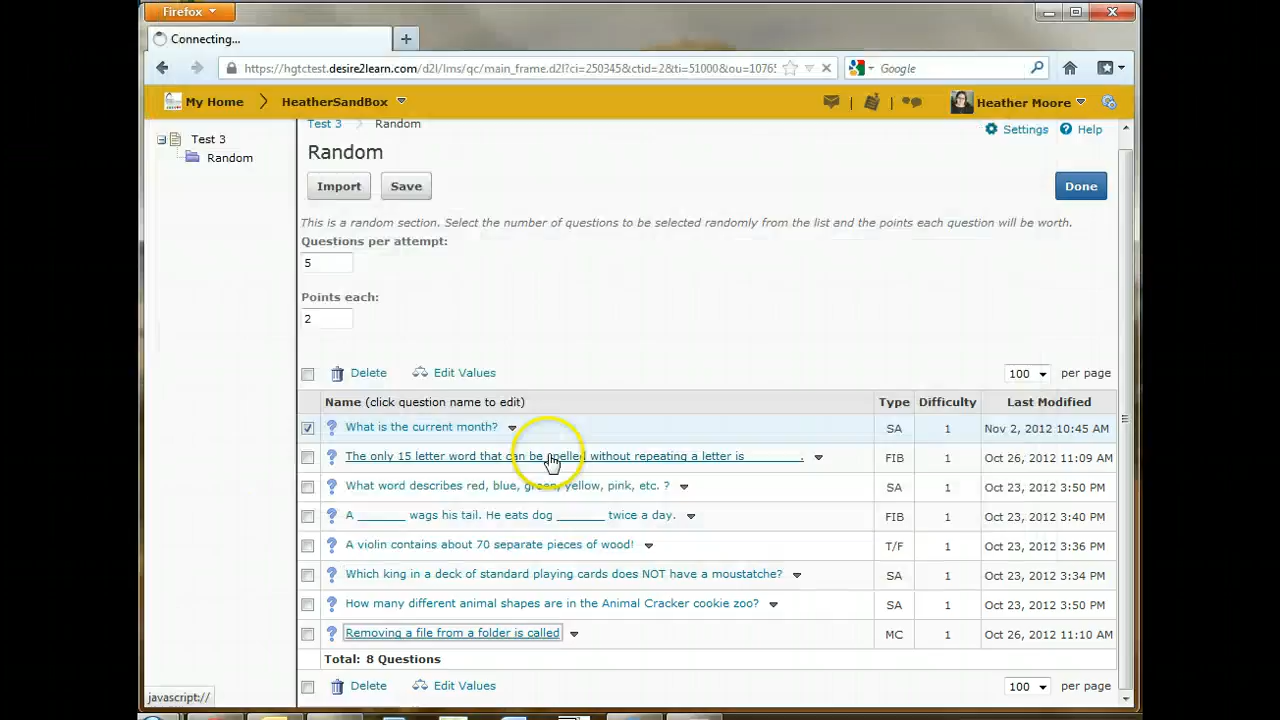 Firefox
Connecting...
https://hgtctest.desire2learn.com/d2l/lms/qc/main_frame.d2l?ci=250345&ctid=2&ti=51000&ou=1076
Google
My Home HeatherSandBox Heather Moore
Test 3
Random
Test 3 Random Settings Help
Random
Import Save Done
This is a random section. Select the number of questions to be selected randomly from the list and the points each question will be worth.
Questions per attempt:
5
Points each:
2
Delete Edit Values 100 per page
Name (click question name to edit) Type Difficulty Last Modified
What is the current month? SA 1 Nov 2, 2012 10:45 AM
The only 15 letter word that can be spelled without repeating a letter is ________. FIB 1 Oct 26, 2012 11:09 AM
What word describes red, blue, green, yellow, pink, etc. ? SA 1 Oct 23, 2012 3:50 PM
A _______ wags his tail. He eats dog _______ twice a day. FIB 1 Oct 23, 2012 3:40 PM
A violin contains about 70 separate pieces of wood! T/F 1 Oct 23, 2012 3:36 PM
Which king in a deck of standard playing cards does NOT have a moustatche? SA 1 Oct 23, 2012 3:34 PM
How many different animal shapes are in the Animal Cracker cookie zoo? SA 1 Oct 23, 2012 3:50 PM
Removing a file from a folder is called MC 1 Oct 26, 2012 11:10 AM
Total: 8 Questions
Delete Edit Values 100 per page
javascript://